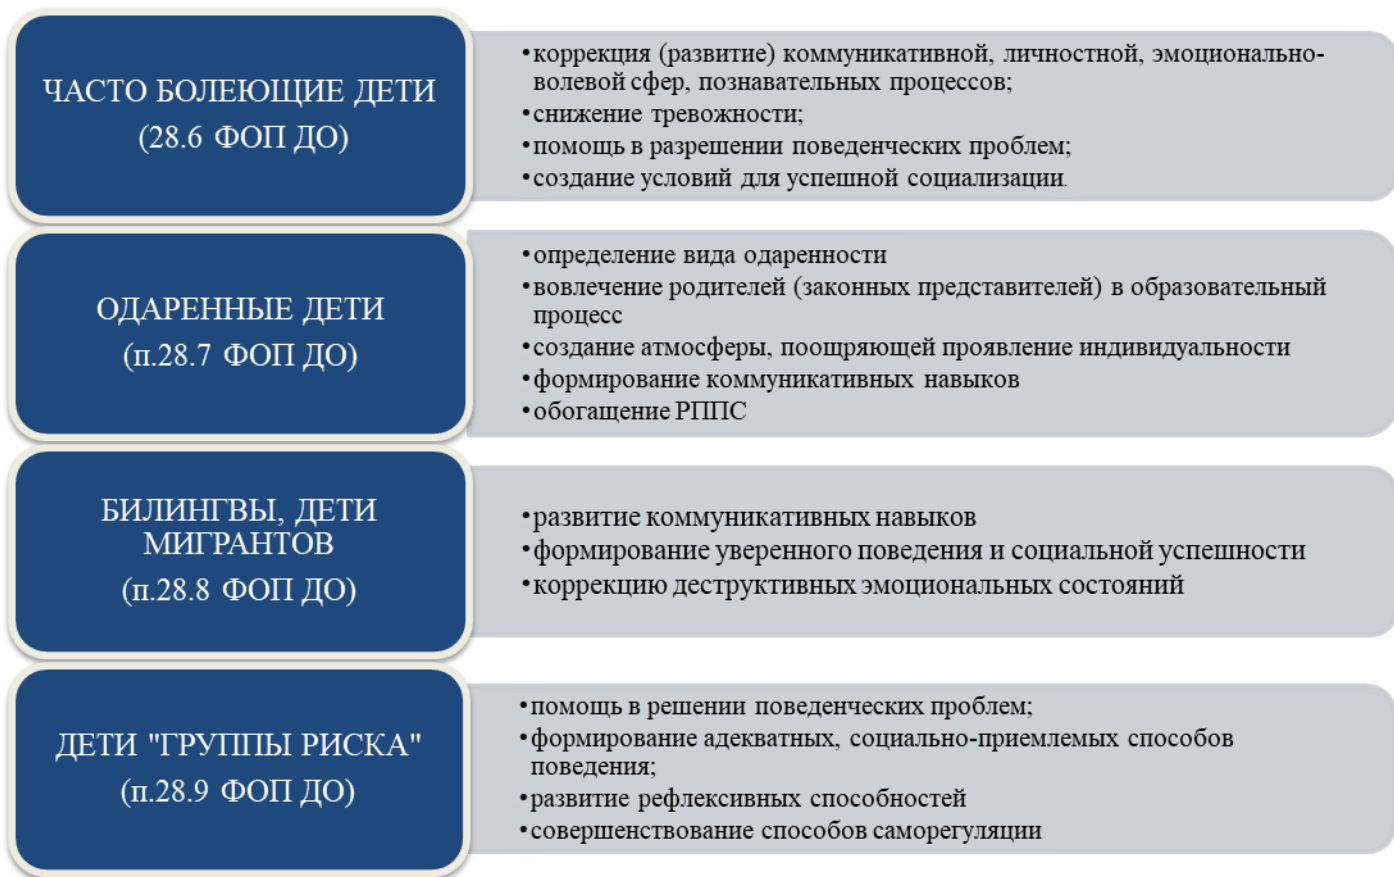 ЧАСТО БОЛЕЮЩИЕ ДЕТИ
(28.6 ФОП ДО)
•коррекция (развитие) коммуникативной, личностной, эмоционально-
волевой сфер, познавательных процессов;
•снижение тревожности;
•помощь в разрешении поведенческих проблем;
•создание условий для успешной социализации.
ОДАРЕННЫЕ ДЕТИ
(п.28.7 ФОП ДО)
•определение вида одаренности
•вовлечение родителей (законных представителей) в образовательный
процесс
•создание атмосферы, поощряющей проявление индивидуальности
•формирование коммуникативных навыков
•обогащение РППС
БИЛИНГВЫ, ДЕТИ
МИГРАНТОВ
(п.28.8 ФОП ДО)
•развитие коммуникативных навыков
•формирование уверенного поведения и социальной успешности
•коррекцию деструктивных эмоциональных состояний
ДЕТИ "ГРУППЫ РИСКА"
(п.28.9 ФОП ДО)
•помощь в решении поведенческих проблем;
•формирование адекватных, социально-приемлемых способов
поведения;
•развитие рефлексивных способностей
•совершенствование способов саморегуляции